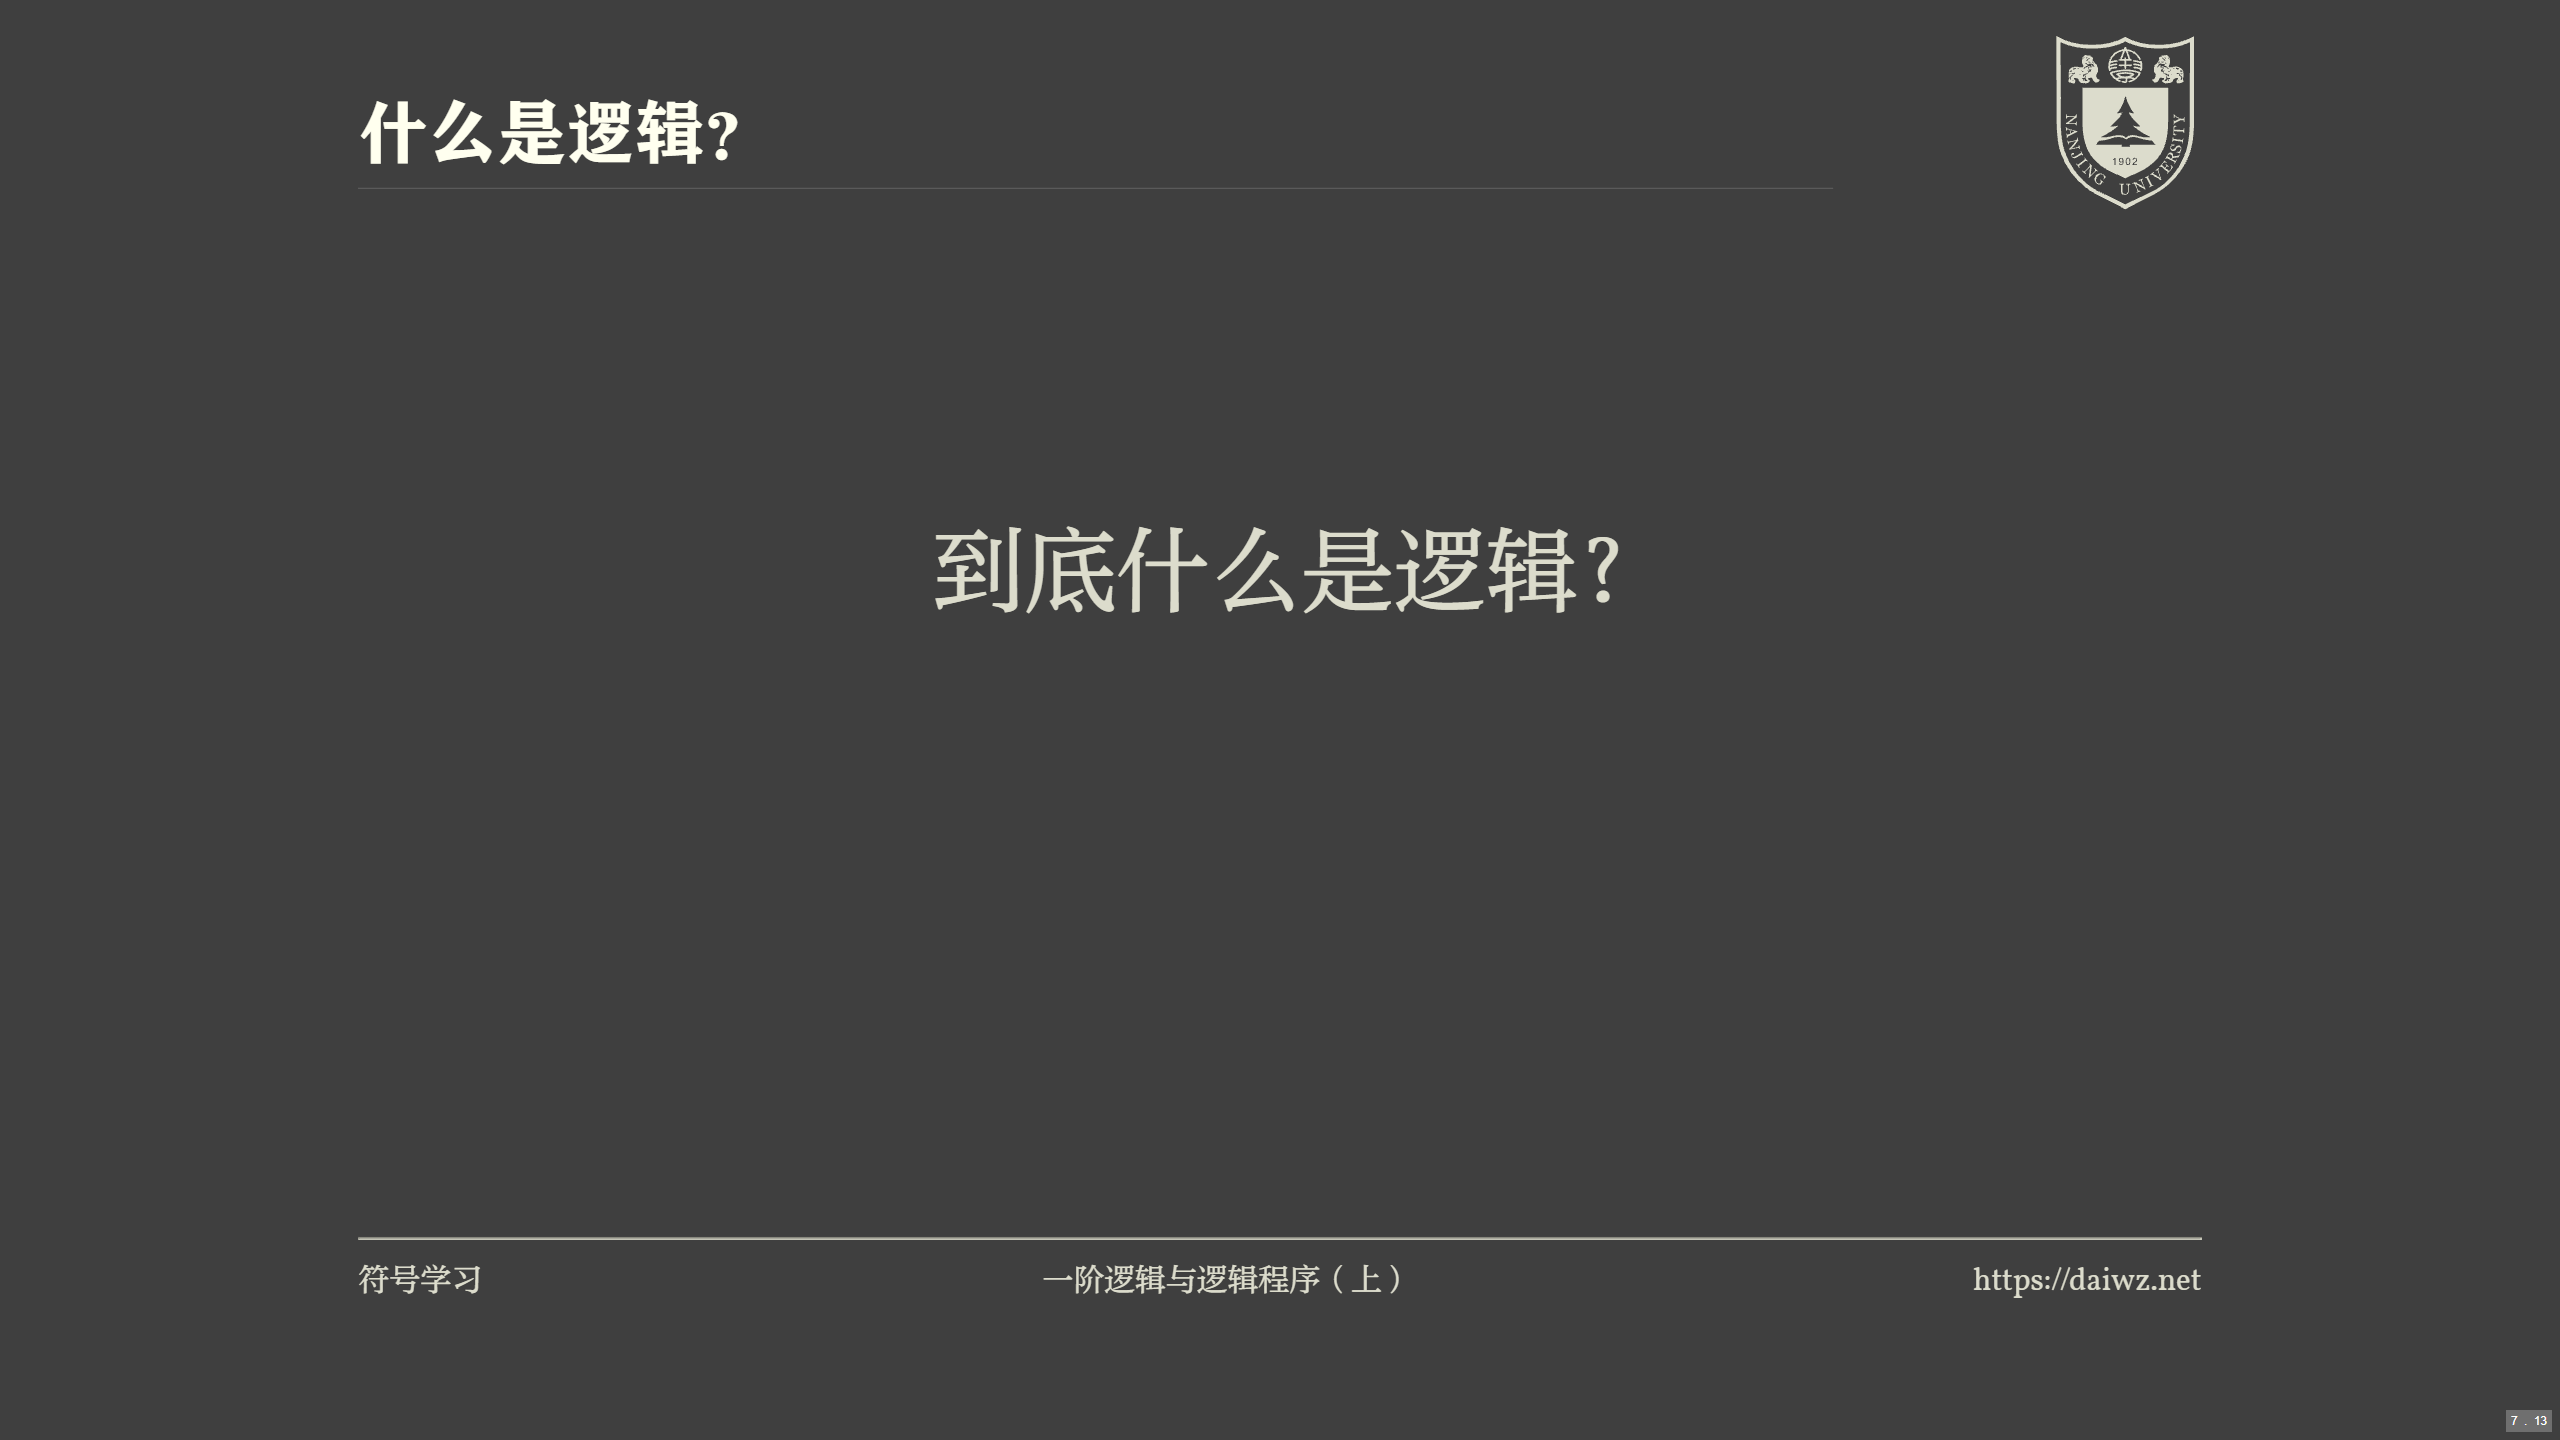 什么是逻辑?
NANJING UNIVERSITY
1902
到底什么是逻辑?
符号学习
一阶逻辑与逻辑程序（上）
https://daiwz.net
7 . 13